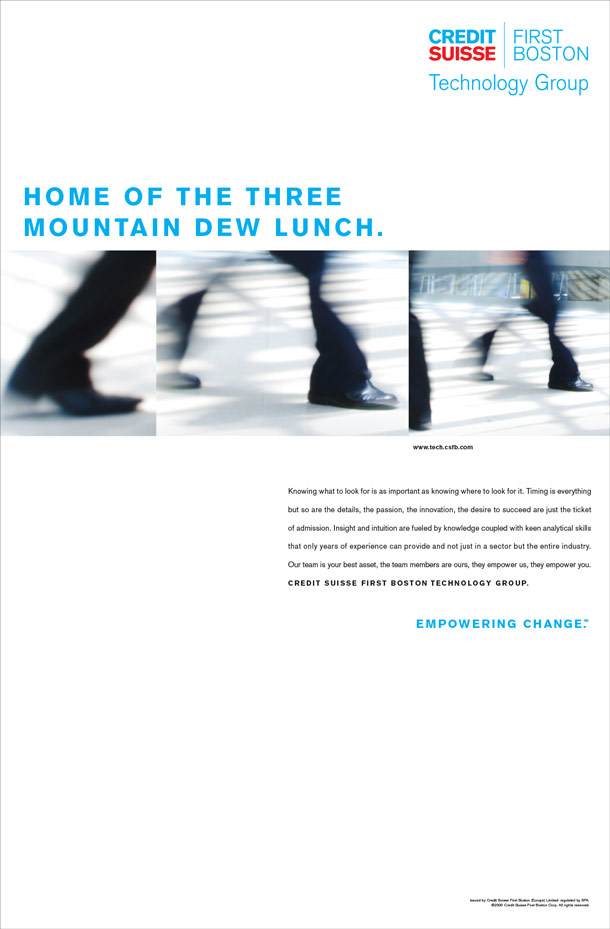 CREDIT SUISSE | FIRST BOSTON
Technology Group
HOME OF THE THREE
MOUNTAIN DEW LUNCH.
www.tech.csfb.com
Knowing what to look for is as important as knowing where to look for it. Timing is everything
but so are the details, the passion, the innovation, the desire to succeed are just the ticket
of admission. Insight and intuition are fueled by knowledge coupled with keen analytical skills
that only years of experience can provide and not just in a sector but the entire industry.
Our team is your best asset, the team members are ours, they empower us, they empower you.
CREDIT SUISSE FIRST BOSTON TECHNOLOGY GROUP.
EMPOWERING CHANGE.™
Issued by Credit Suisse First Boston (Europe) Limited: regulated by SFA.
©2000 Credit Suisse First Boston Corp. All rights reserved.